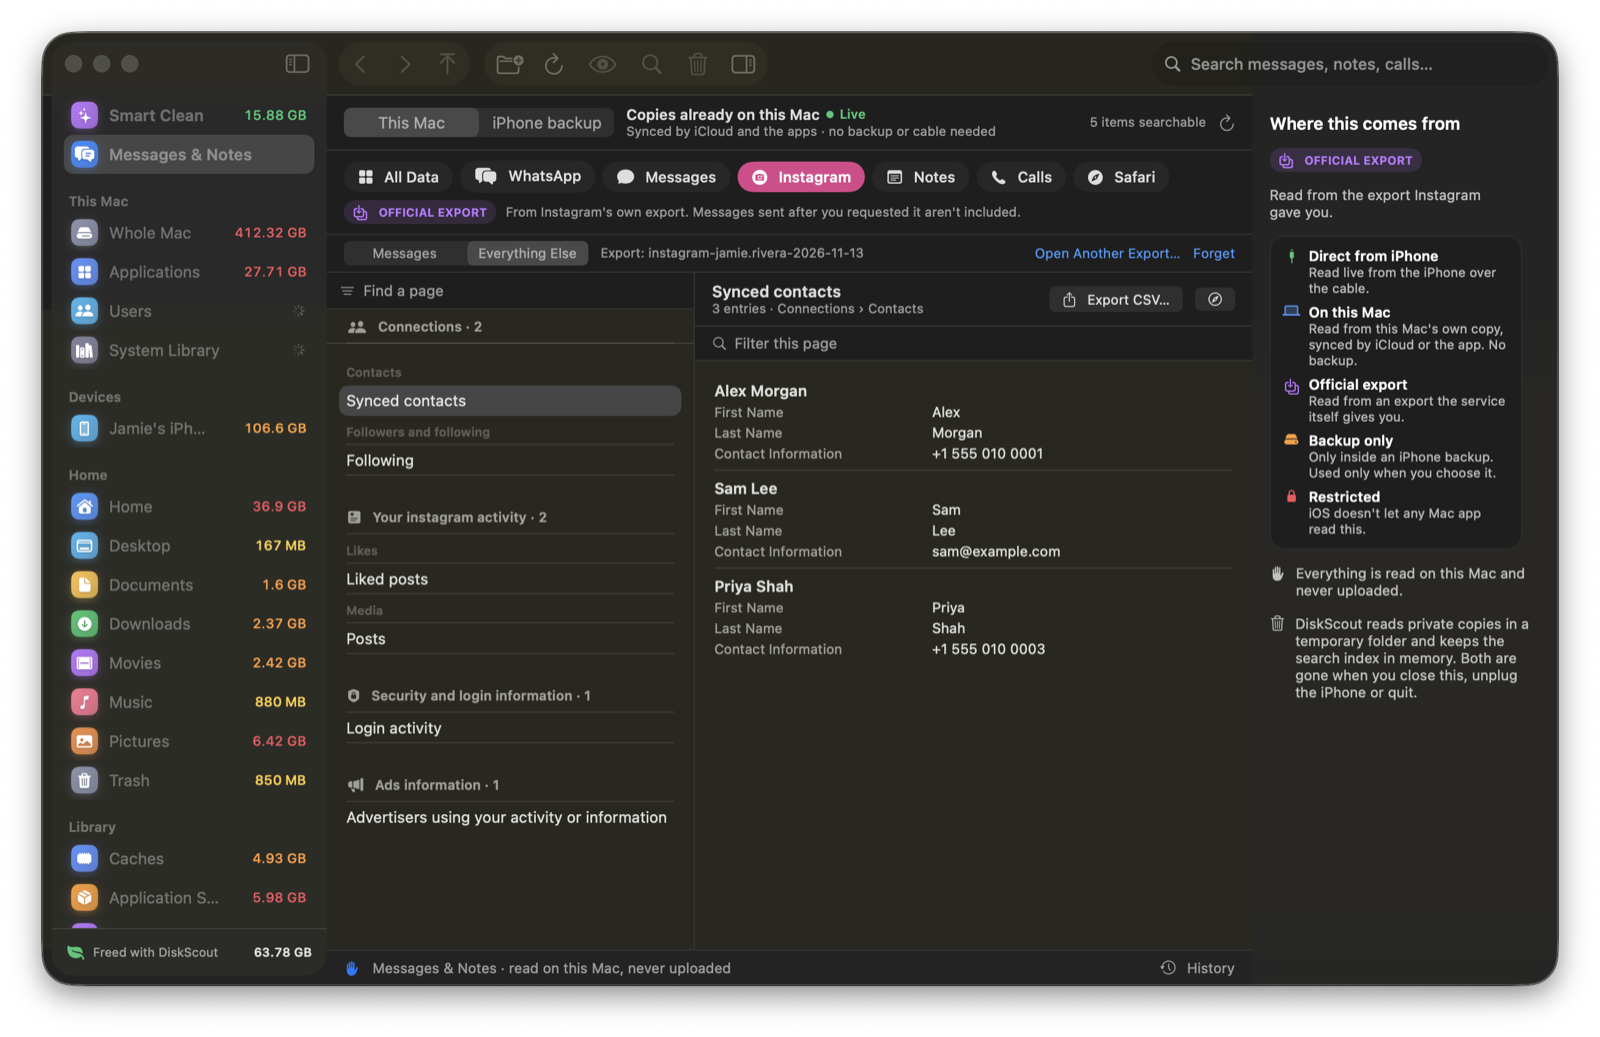 Search messages, notes, calls...
Smart Clean 15.88 GB
Messages & Notes
This Mac
Whole Mac 412.32 GB
Applications 27.71 GB
Users
System Library
Devices
Jamie's iPh... 106.6 GB
Home
Home 36.9 GB
Desktop 167 MB
Documents 1.6 GB
Downloads 2.37 GB
Movies 2.42 GB
Music 880 MB
Pictures 6.42 GB
Trash 850 MB
Library
Caches 4.93 GB
Application S... 5.98 GB
Freed with DiskScout 63.78 GB
This Mac
iPhone backup
Copies already on this Mac Live
Synced by iCloud and the apps · no backup or cable needed
5 items searchable
All Data
WhatsApp
Messages
Instagram
Notes
Calls
Safari
OFFICIAL EXPORT From Instagram's own export. Messages sent after you requested it aren't included.
Messages
Everything Else
Export: instagram-jamie.rivera-2026-11-13
Open Another Export...
Forget
Find a page
Connections · 2
Contacts
Synced contacts
Followers and following
Following
Your instagram activity · 2
Likes
Liked posts
Media
Posts
Security and login information · 1
Login activity
Ads information · 1
Advertisers using your activity or information
Synced contacts
3 entries · Connections › Contacts
Export CSV...
Filter this page
Alex Morgan
First Name Alex
Last Name Morgan
Contact Information +1 555 010 0001
Sam Lee
First Name Sam
Last Name Lee
Contact Information sam@example.com
Priya Shah
First Name Priya
Last Name Shah
Contact Information +1 555 010 0003
Messages & Notes · read on this Mac, never uploaded
History
Where this comes from
OFFICIAL EXPORT
Read from the export Instagram
gave you.
Direct from iPhone
Read live from the iPhone over
the cable.
On this Mac
Read from this Mac's own copy,
synced by iCloud or the app. No
backup.
Official export
Read from an export the service
itself gives you.
Backup only
Only inside an iPhone backup.
Used only when you choose it.
Restricted
iOS doesn't let any Mac app
read this.
Everything is read on this Mac and
never uploaded.
DiskScout reads private copies in a
temporary folder and keeps the
search index in memory. Both are
gone when you close this, unplug
the iPhone or quit.